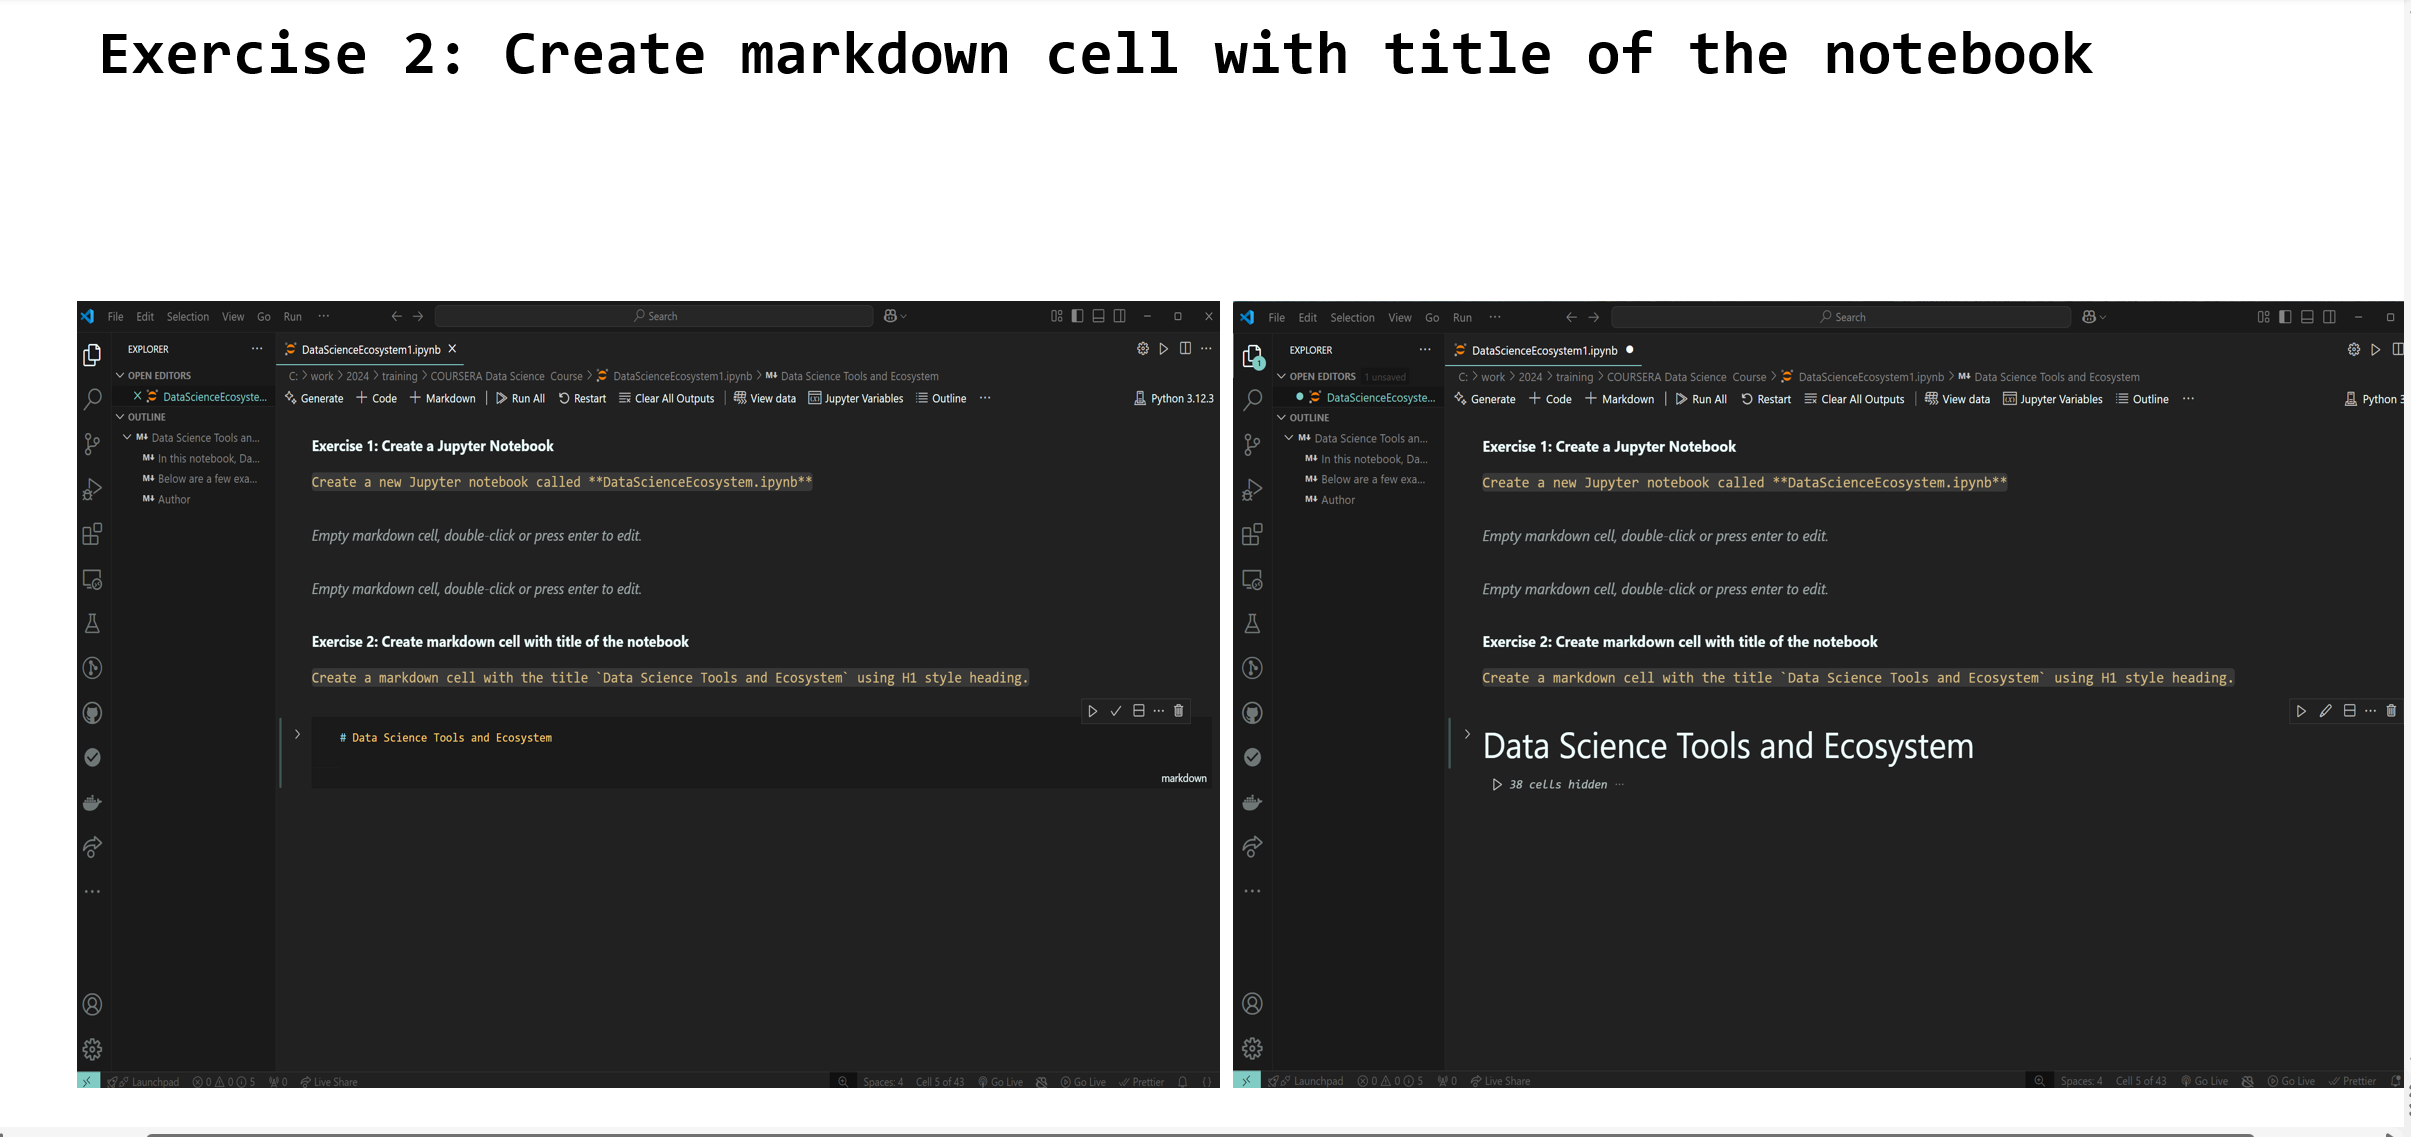 Exercise 2: Create markdown cell with title of the notebook
File Edit Selection View Go Run ··· Search
EXPLORER ···
OPEN EDITORS
DataScienceEcosyste...
OUTLINE
Data Science Tools an...
In this notebook, Da...
Below are a few exa...
Author
DataScienceEcosystem1.ipynb
C: > work > 2024 > training > COURSERA Data Science Course > DataScienceEcosystem1.ipynb > M↓ Data Science Tools and Ecosystem
Generate + Code + Markdown | Run All Restart Clear All Outputs | View data Jupyter Variables Outline ··· Python 3.12.3
Exercise 1: Create a Jupyter Notebook
Create a new Jupyter notebook called **DataScienceEcosystem.ipynb**
Empty markdown cell, double-click or press enter to edit.
Empty markdown cell, double-click or press enter to edit.
Exercise 2: Create markdown cell with title of the notebook
Create a markdown cell with the title `Data Science Tools and Ecosystem` using H1 style heading.
# Data Science Tools and Ecosystem
markdown
Launchpad 0 0 5 0 Live Share Spaces: 4 Cell 5 of 43 Go Live Go Live Prettier
File Edit Selection View Go Run ··· Search
EXPLORER ···
OPEN EDITORS 1 unsaved
DataScienceEcosyste...
OUTLINE
Data Science Tools an...
In this notebook, Da...
Below are a few exa...
Author
DataScienceEcosystem1.ipynb
C: > work > 2024 > training > COURSERA Data Science Course > DataScienceEcosystem1.ipynb > M↓ Data Science Tools and Ecosystem
Generate + Code + Markdown | Run All Restart Clear All Outputs | View data Jupyter Variables Outline ··· Python 3
Exercise 1: Create a Jupyter Notebook
Create a new Jupyter notebook called **DataScienceEcosystem.ipynb**
Empty markdown cell, double-click or press enter to edit.
Empty markdown cell, double-click or press enter to edit.
Exercise 2: Create markdown cell with title of the notebook
Create a markdown cell with the title `Data Science Tools and Ecosystem` using H1 style heading.
Data Science Tools and Ecosystem
38 cells hidden ···
Launchpad 0 0 5 0 Live Share Spaces: 4 Cell 5 of 43 Go Live Go Live Prettier